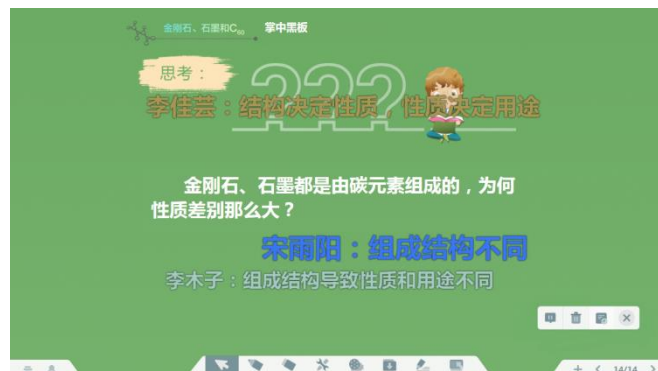 金刚石、石墨和C₆₀ 掌中黑板
思考：
？？？
李佳芸：结构决定性质，性质决定用途
金刚石、石墨都是由碳元素组成的，为何
性质差别那么大？
宋雨阳：组成结构不同
李木子：组成结构导致性质和用途不同
14/14